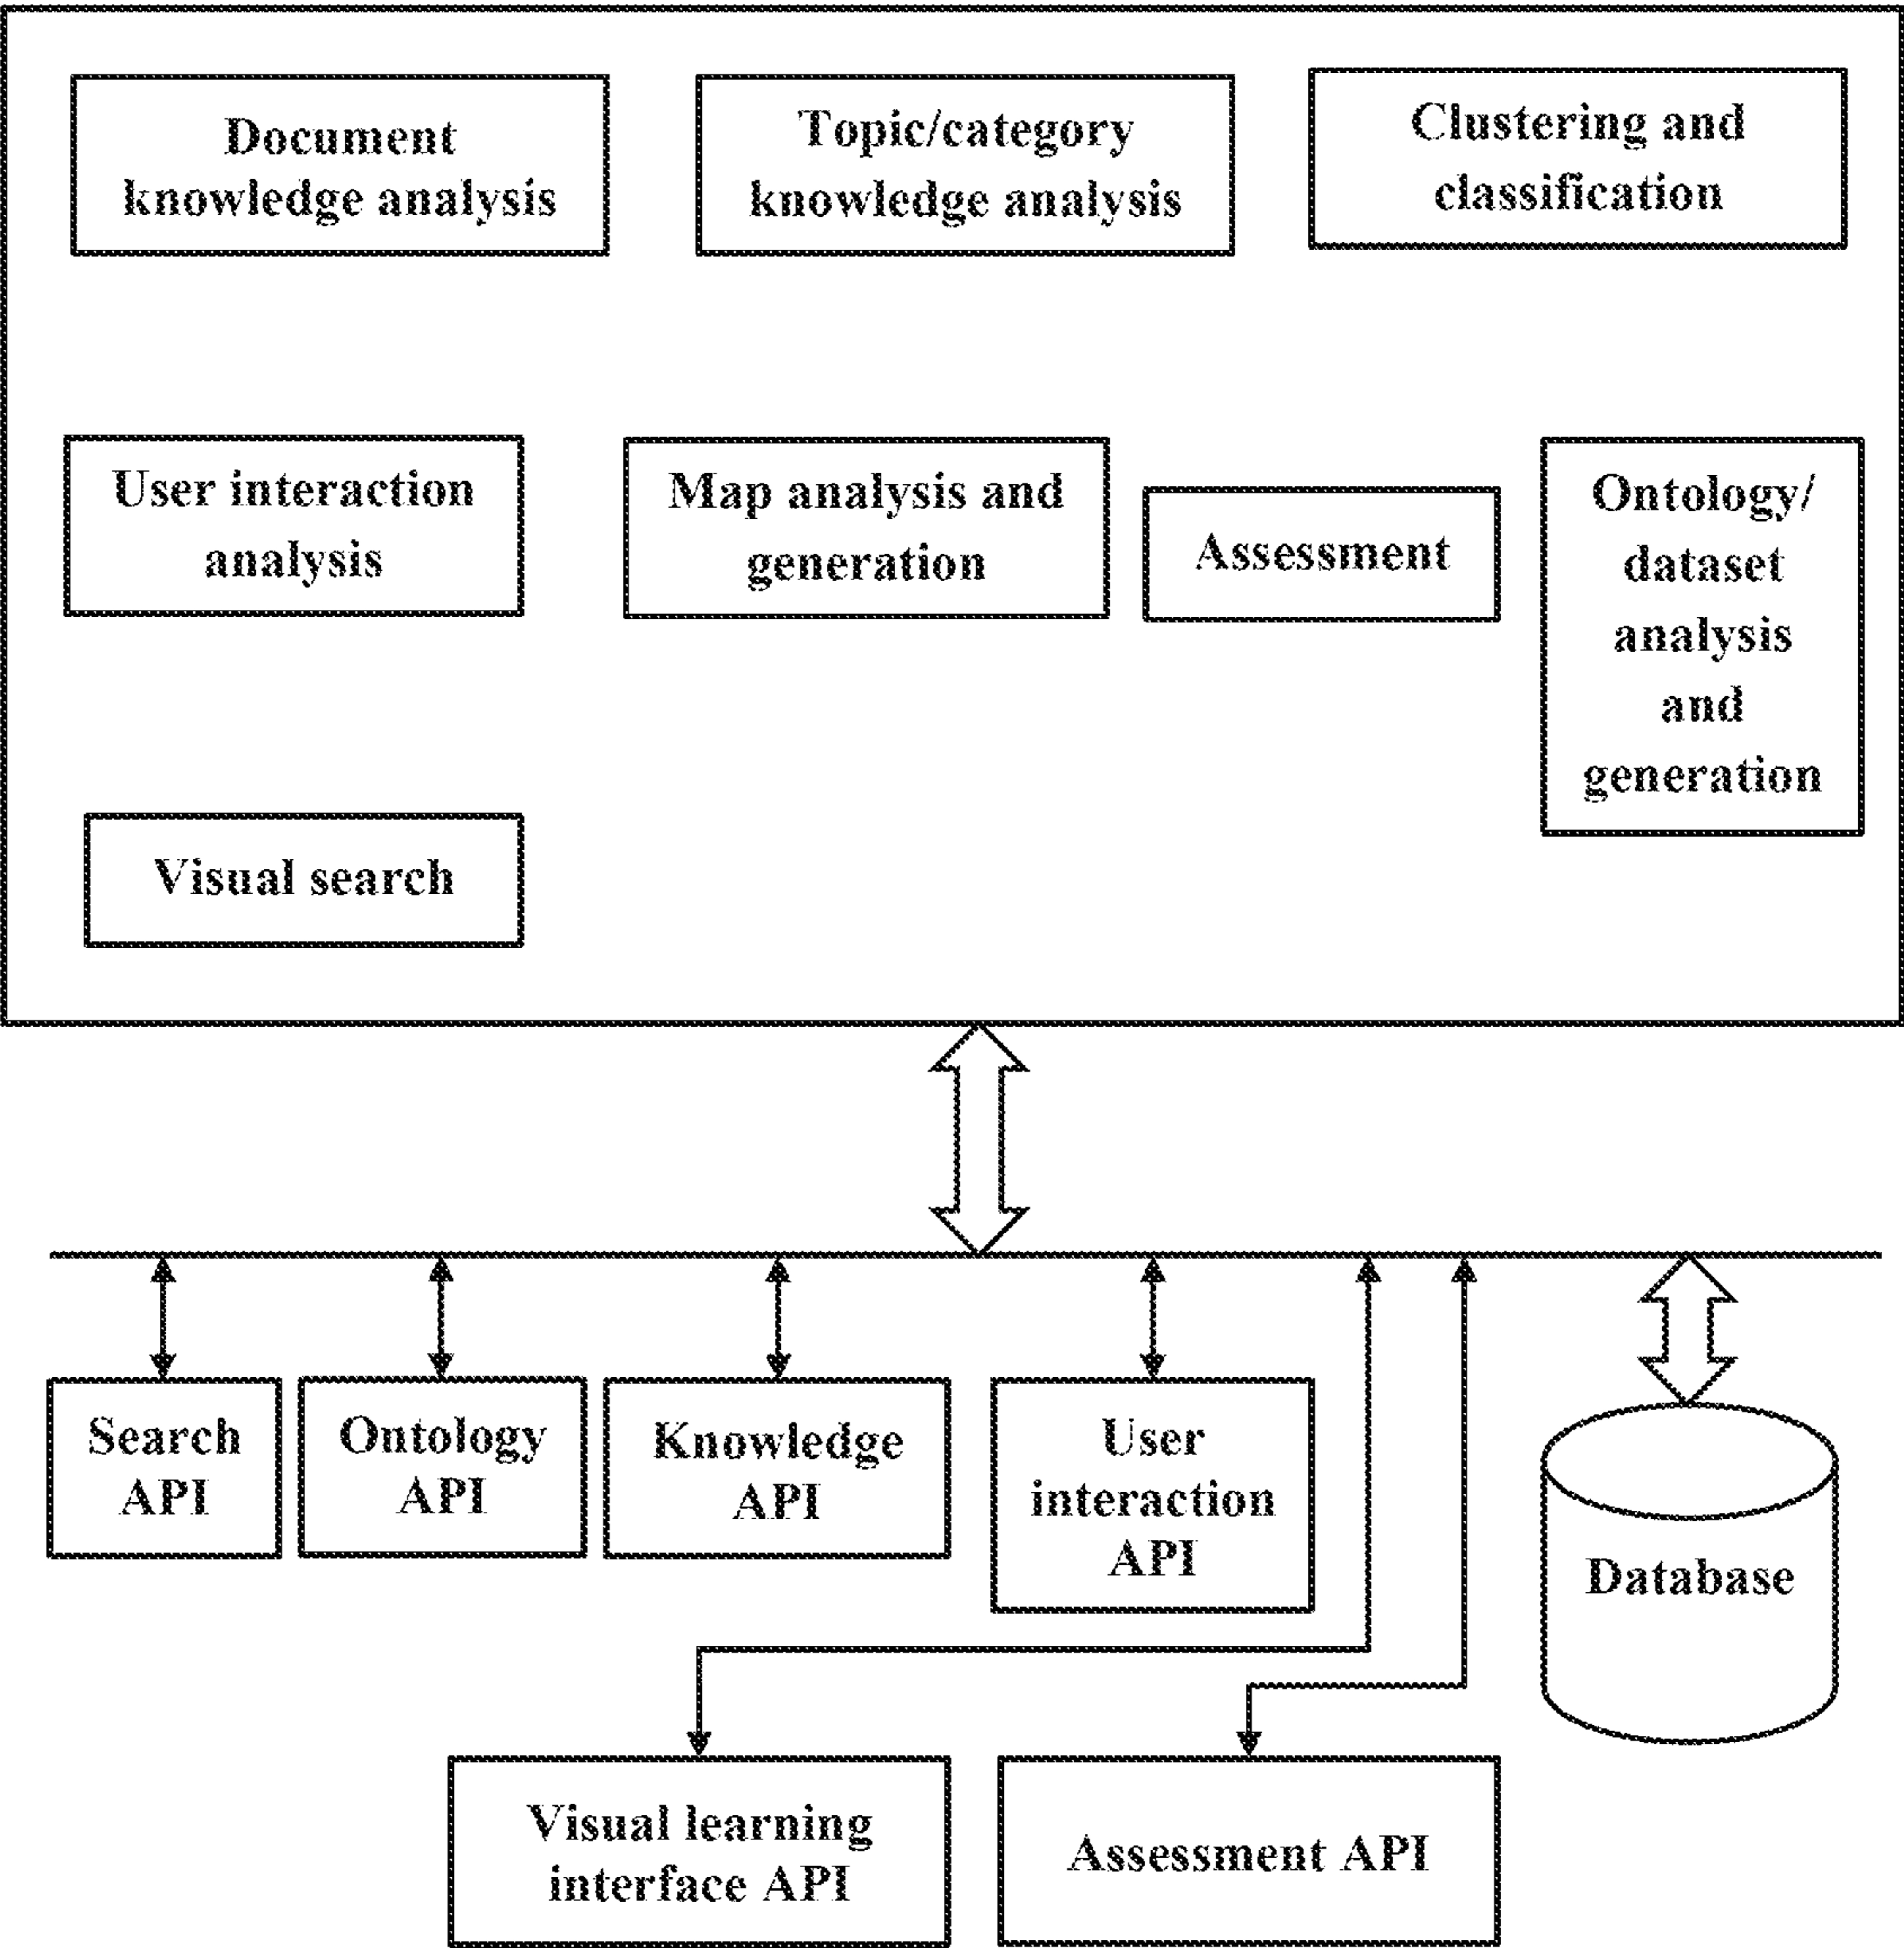 Document
knowledge analysis
Topic/category
knowledge analysis
Clustering and
classification
User interaction
analysis
Map analysis and
generation
Assessment
Ontology/
dataset
analysis
and
generation
Visual search
Search
API
Ontology
API
Knowledge
API
User
interaction
API
Database
Visual learning
interface API
Assessment API